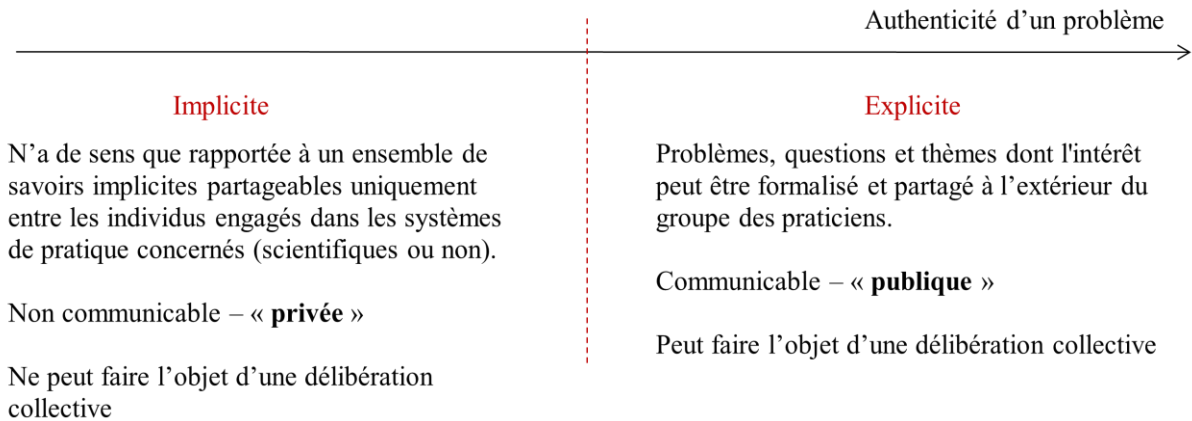 Authenticité d’un problème
Implicite
N’a de sens que rapportée à un ensemble de
savoirs implicites partageables uniquement
entre les individus engagés dans les systèmes
de pratique concernés (scientifiques ou non).
Non communicable – « privée »
Ne peut faire l’objet d’une délibération
collective
Explicite
Problèmes, questions et thèmes dont l'intérêt
peut être formalisé et partagé à l’extérieur du
groupe des praticiens.
Communicable – « publique »
Peut faire l’objet d’une délibération collective